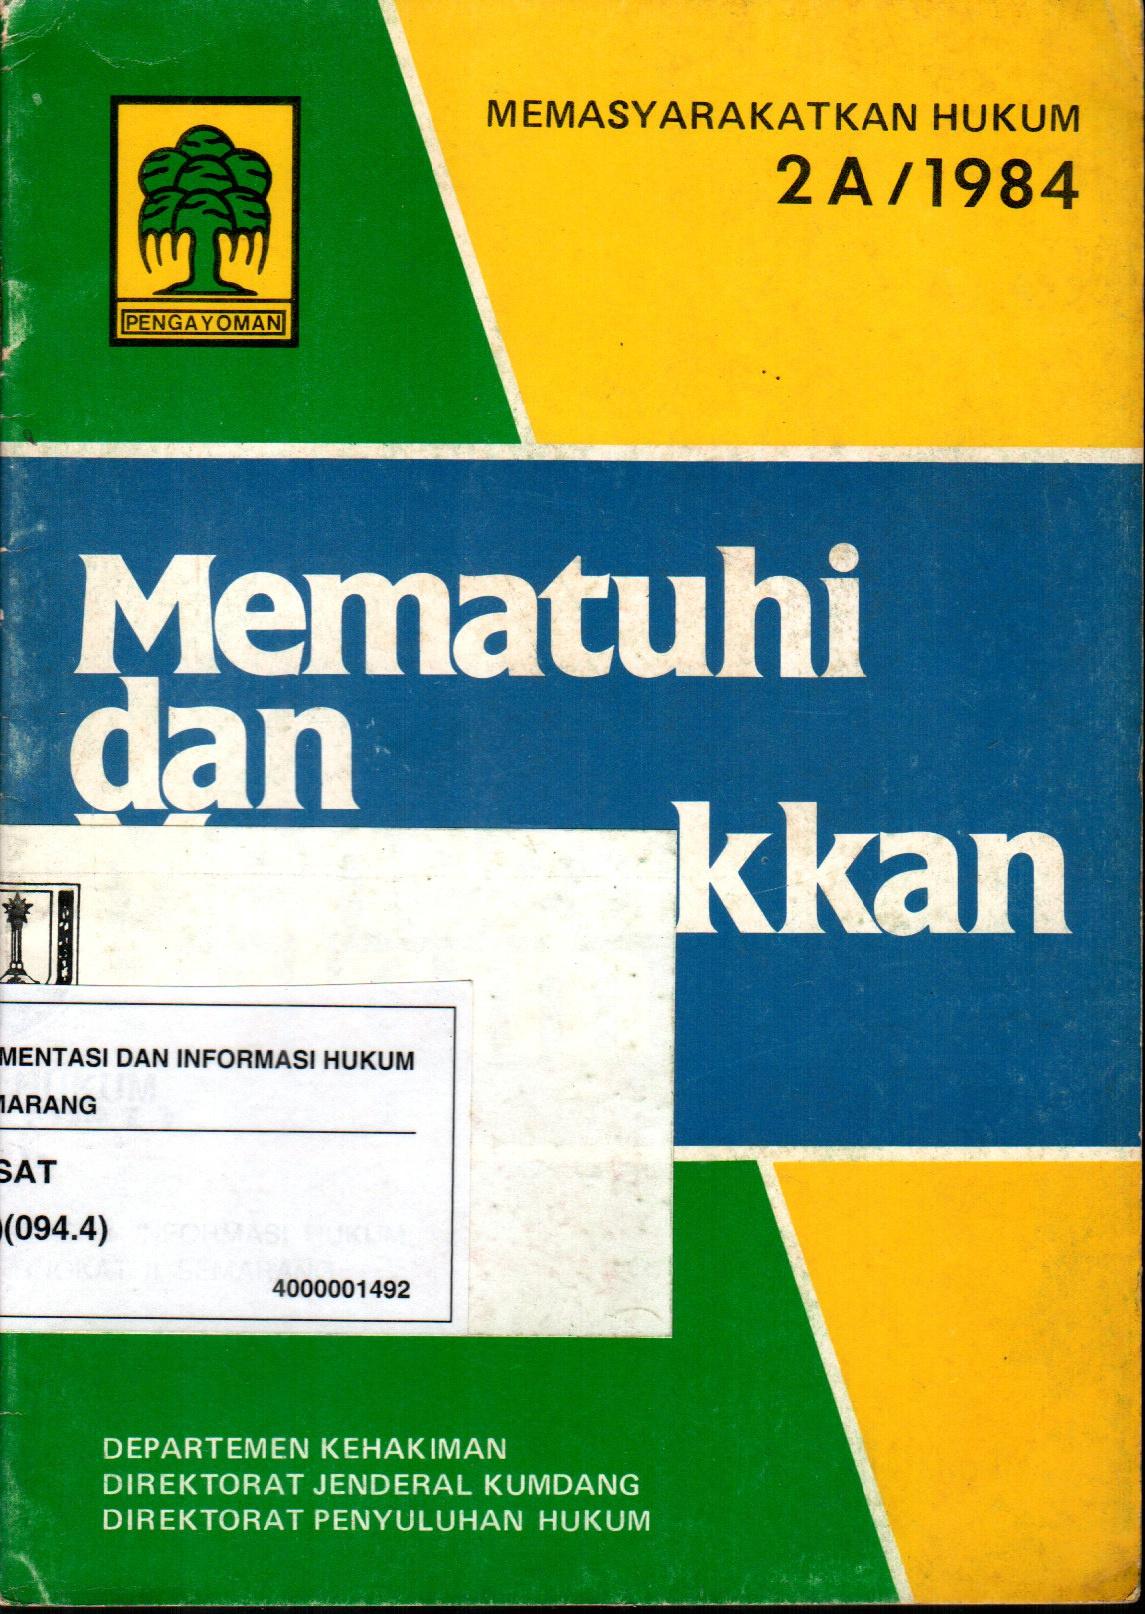 MEMASYARAKATKAN HUKUM
2 A / 1984
PENGAYOMAN
Mematuhi
dan
kkan
MENTASI DAN INFORMASI HUKUM
MARANG
SAT
)(094.4)
4000001492
DEPARTEMEN KEHAKIMAN
DIREKTORAT JENDERAL KUMDANG
DIREKTORAT PENYULUHAN HUKUM